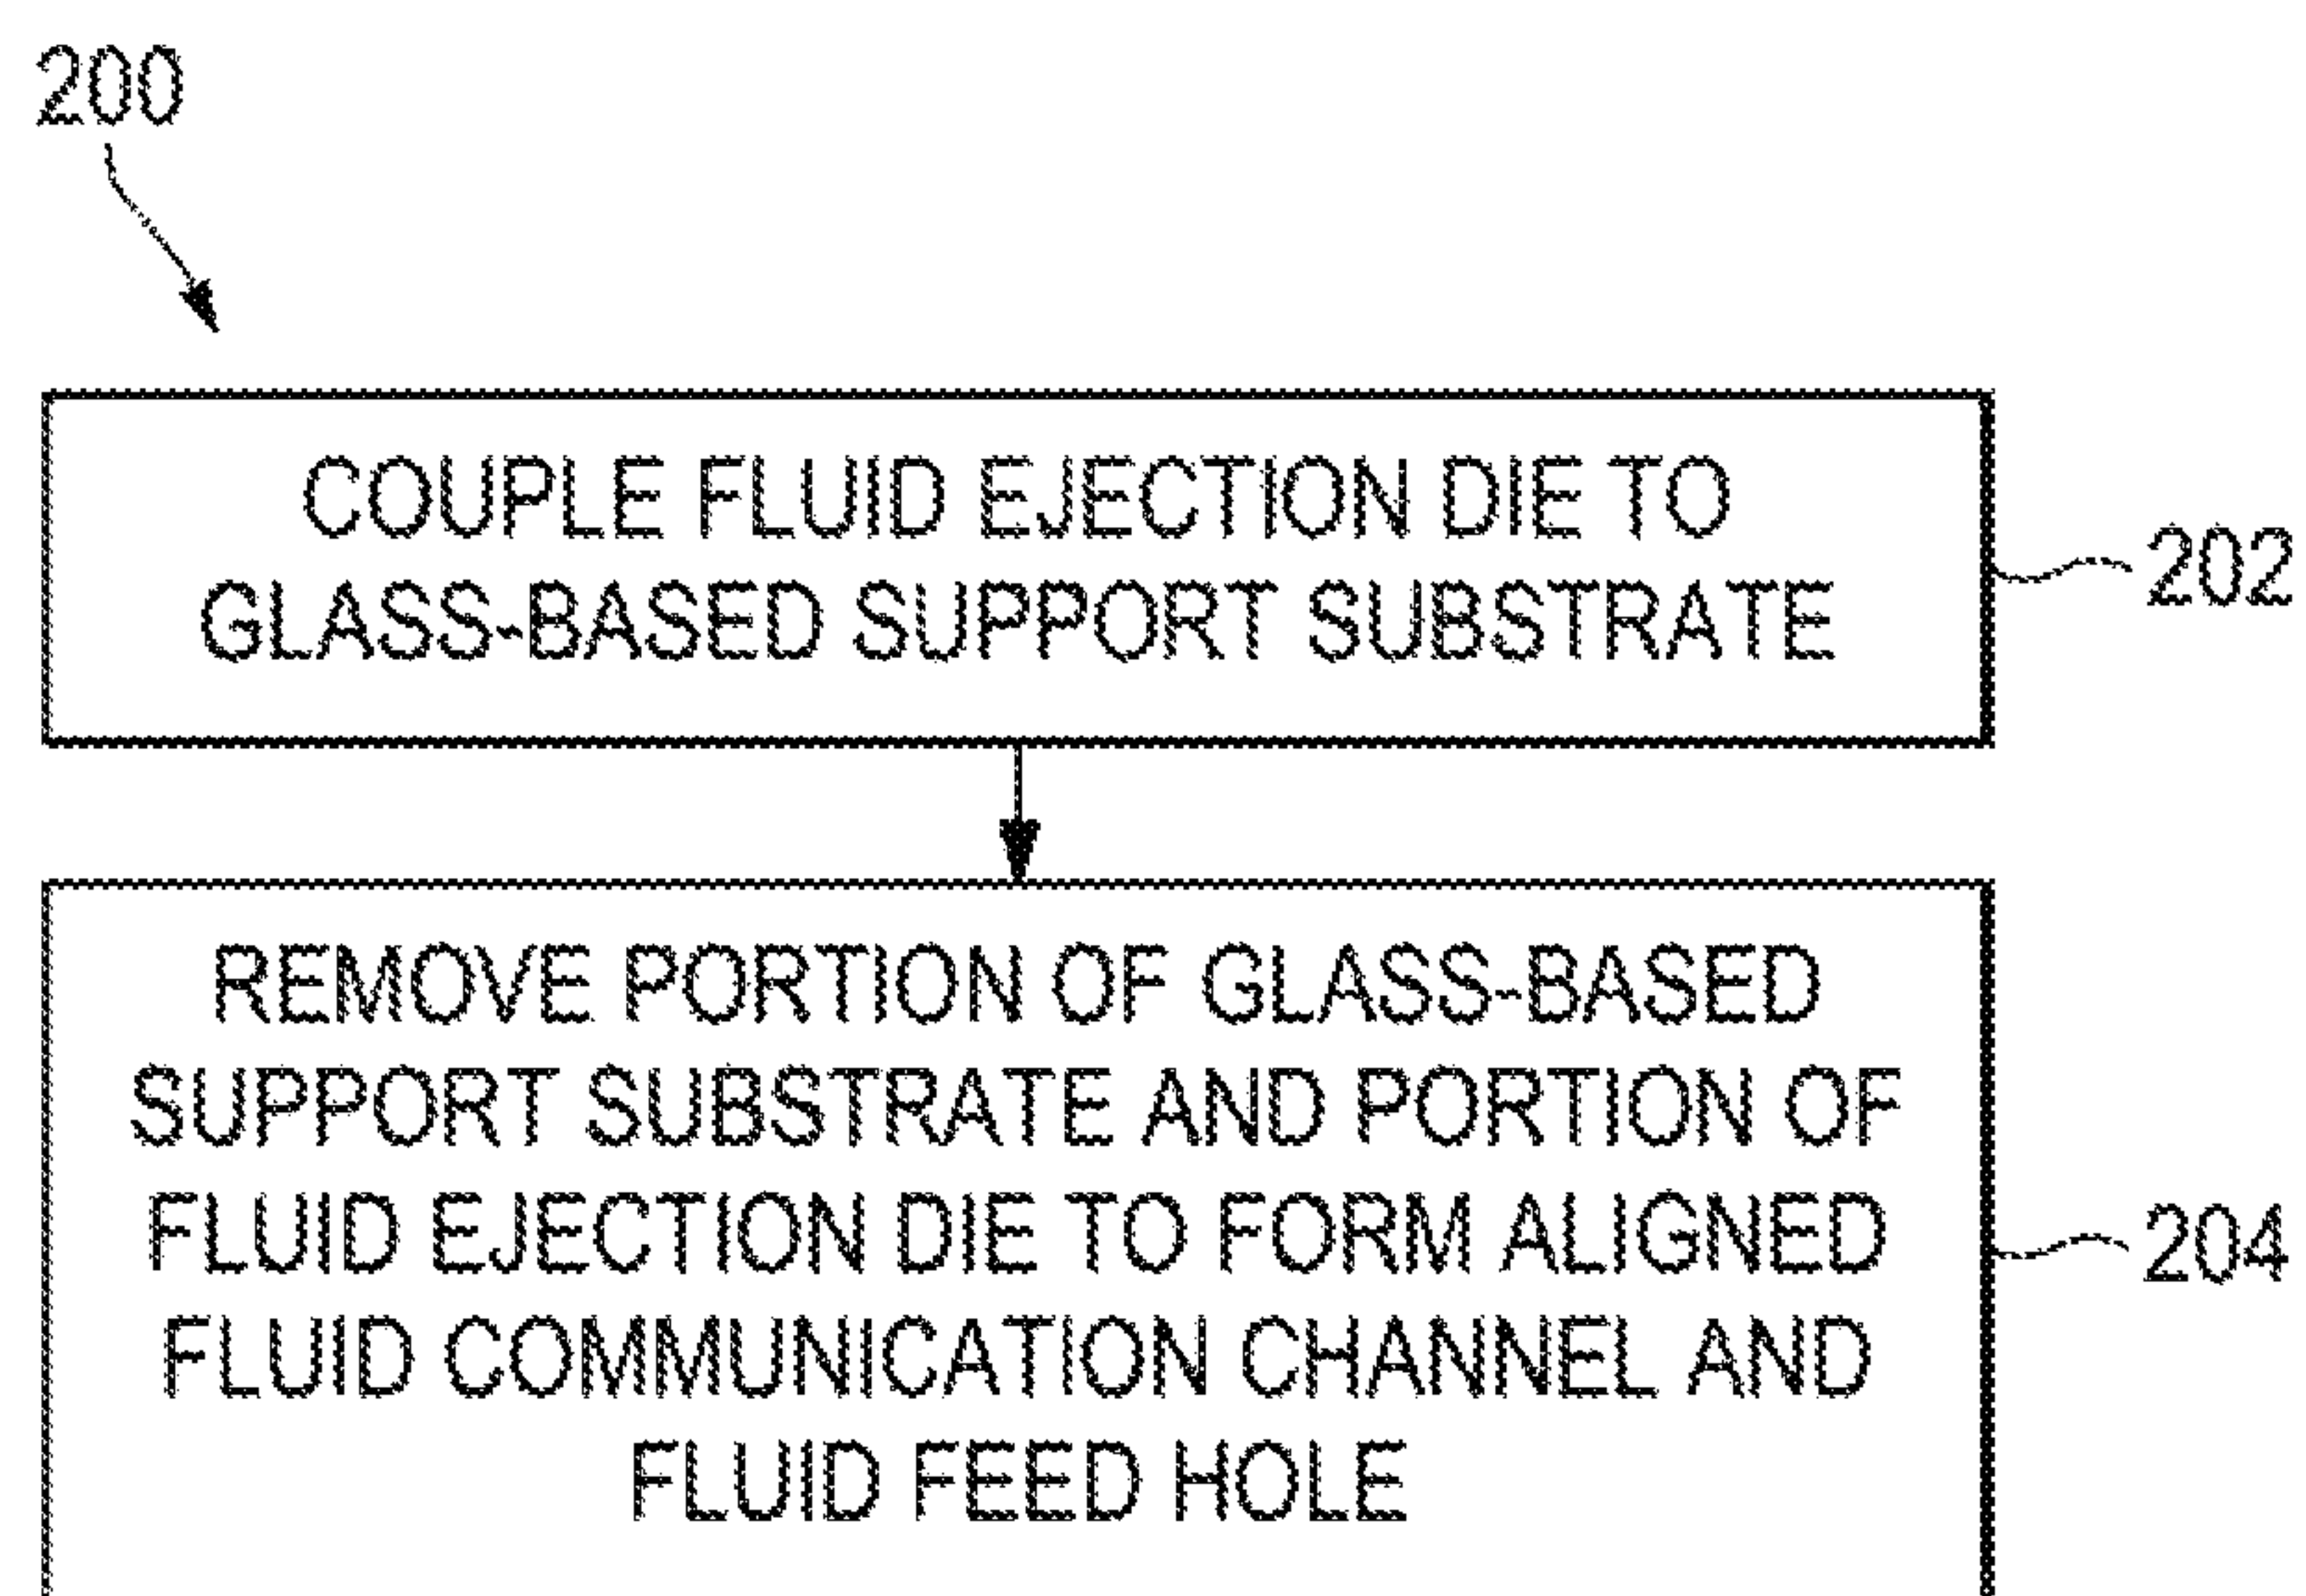 200
COUPLE FLUID EJECTION DIE TO
GLASS-BASED SUPPORT SUBSTRATE
202
REMOVE PORTION OF GLASS-BASED
SUPPORT SUBSTRATE AND PORTION OF
FLUID EJECTION DIE TO FORM ALIGNED
FLUID COMMUNICATION CHANNEL AND
FLUID FEED HOLE
204